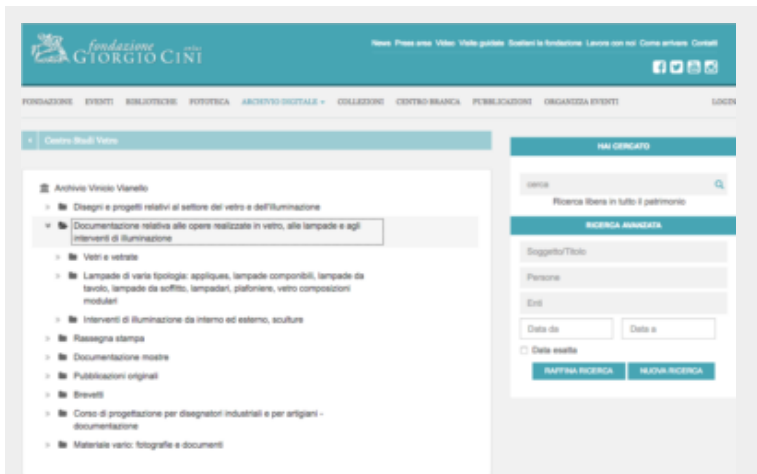 fondazione
GIORGIO CINI
News Press area Video Visite guidate Sostieni la fondazione Lavora con noi Come arrivare Contatti
FONDAZIONE EVENTI BIBLIOTECHE FOTOTECA ARCHIVIO DIGITALE COLLEZIONI CENTRO BRANCA PUBBLICAZIONI ORGANIZZA EVENTI LOGIN
Centro Studi Vetro
HAI CERCATO
cerca
Ricerca libera in tutto il patrimonio
RICERCA AVANZATA
Soggetto/Titolo
Persone
Enti
Data da Data a
Data esatta
RAFFINA RICERCA NUOVA RICERCA
Archivio Vinicio Vianello
Disegni e progetti relativi al settore del vetro e dell'illuminazione
Documentazione relativa alle opere realizzate in vetro, alle lampade e agli
interventi di illuminazione
Vetri e vetrate
Lampade di varia tipologia: appliques, lampade componibili, lampade da
tavolo, lampade da soffitto, lampadari, plafoniere, vetro composizioni
moduleri
Interventi di illuminazione da interno ed esterno, sculture
Rassegna stampa
Documentazione mostre
Pubblicazioni originali
Brevetti
Corso di progettazione per disegnatori industriali e per artigiani -
documentazione
Materiale vario: fotografie e documenti